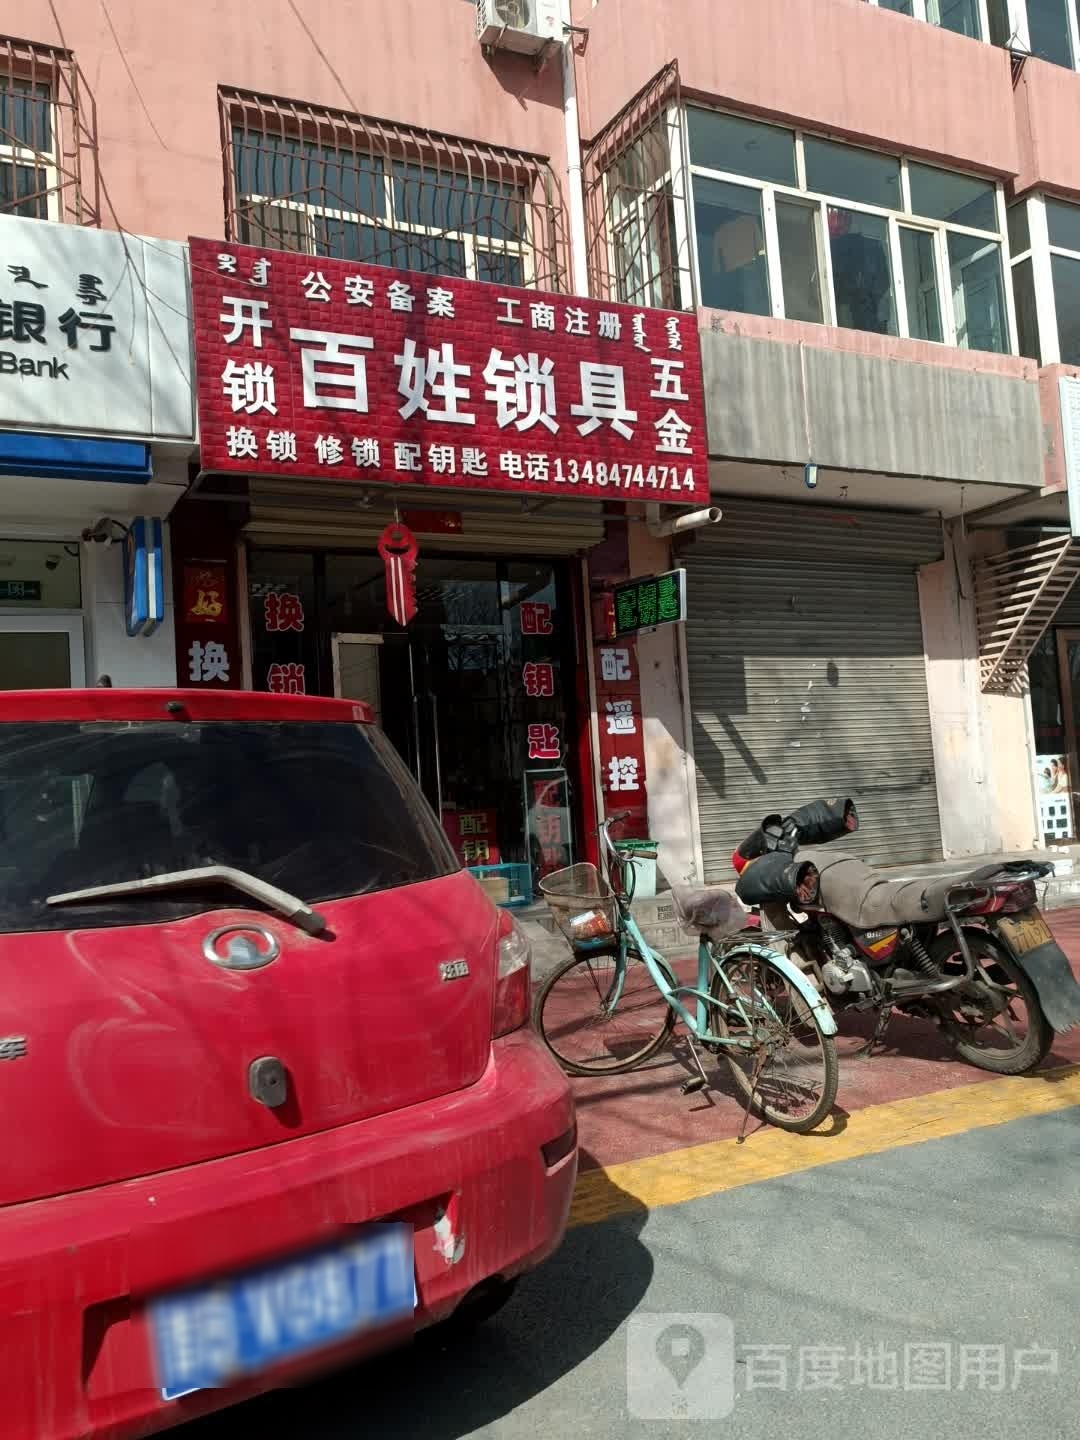 银行
Bank
公安备案 工商注册
开锁
百姓锁具
五金
换锁 修锁 配钥匙 电话13484744714
好
换
换锁
配钥匙
配钥匙
配遥控
配钥
百度地图用户